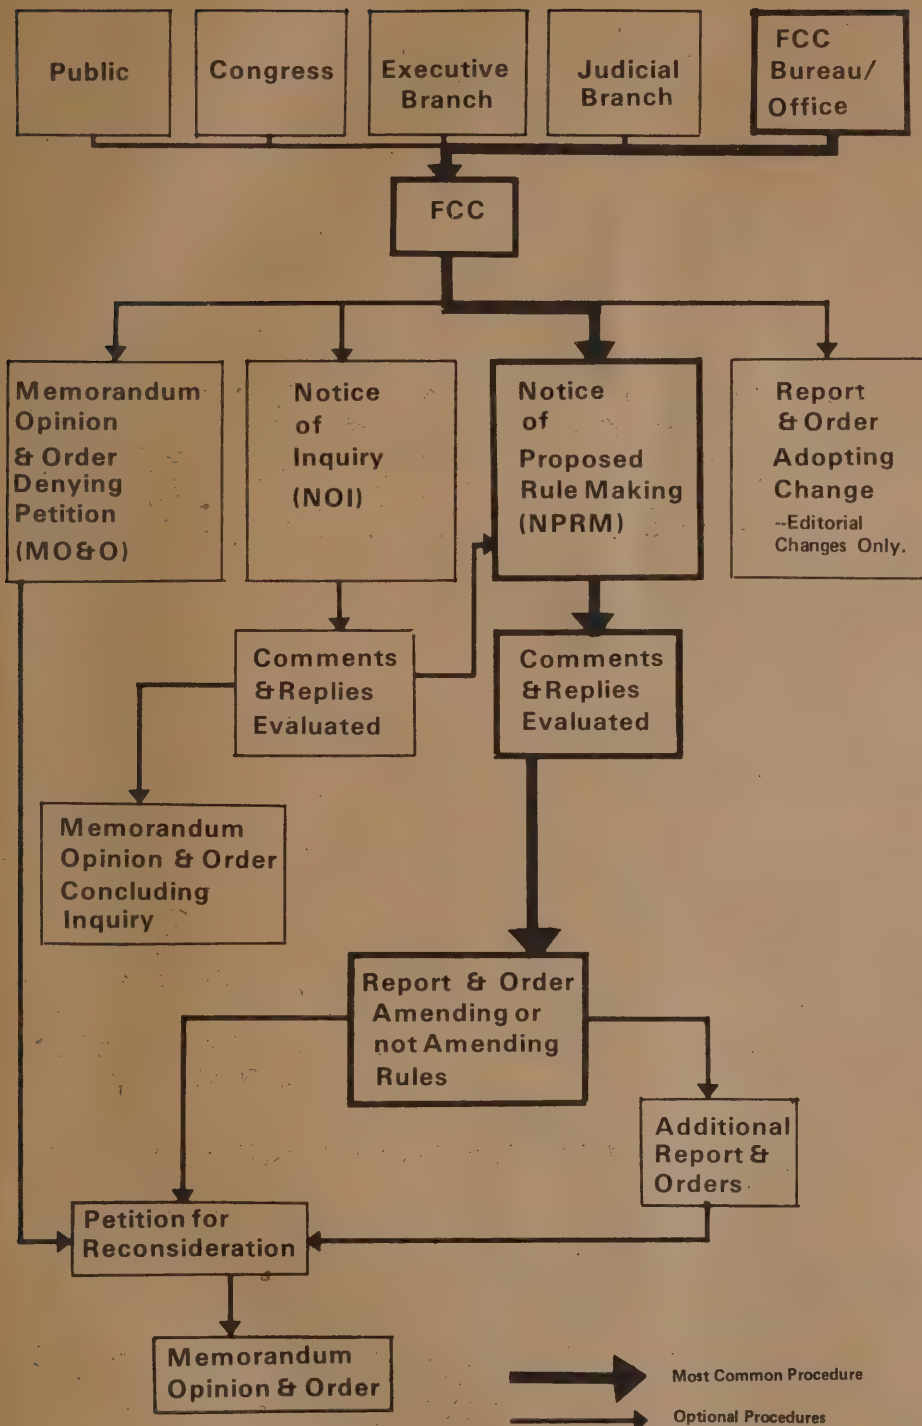 Public
Congress
Executive
Branch
Judicial
Branch
FCC
Bureau/
Office
FCC
Memorandum
Opinion
& Order
Denying
Petition
(MO&O)
Notice
of
Inquiry
(NOI)
Notice
of
Proposed
Rule Making
(NPRM)
Report
& Order
Adopting
Change
--Editorial
Changes Only.
Comments
& Replies
Evaluated
Comments
& Replies
Evaluated
Memorandum
Opinion & Order
Concluding
Inquiry
Report & Order
Amending or
not Amending
Rules
Additional
Report &
Orders
Petition for
Reconsideration
Memorandum
Opinion & Order
Most Common Procedure
Optional Procedures